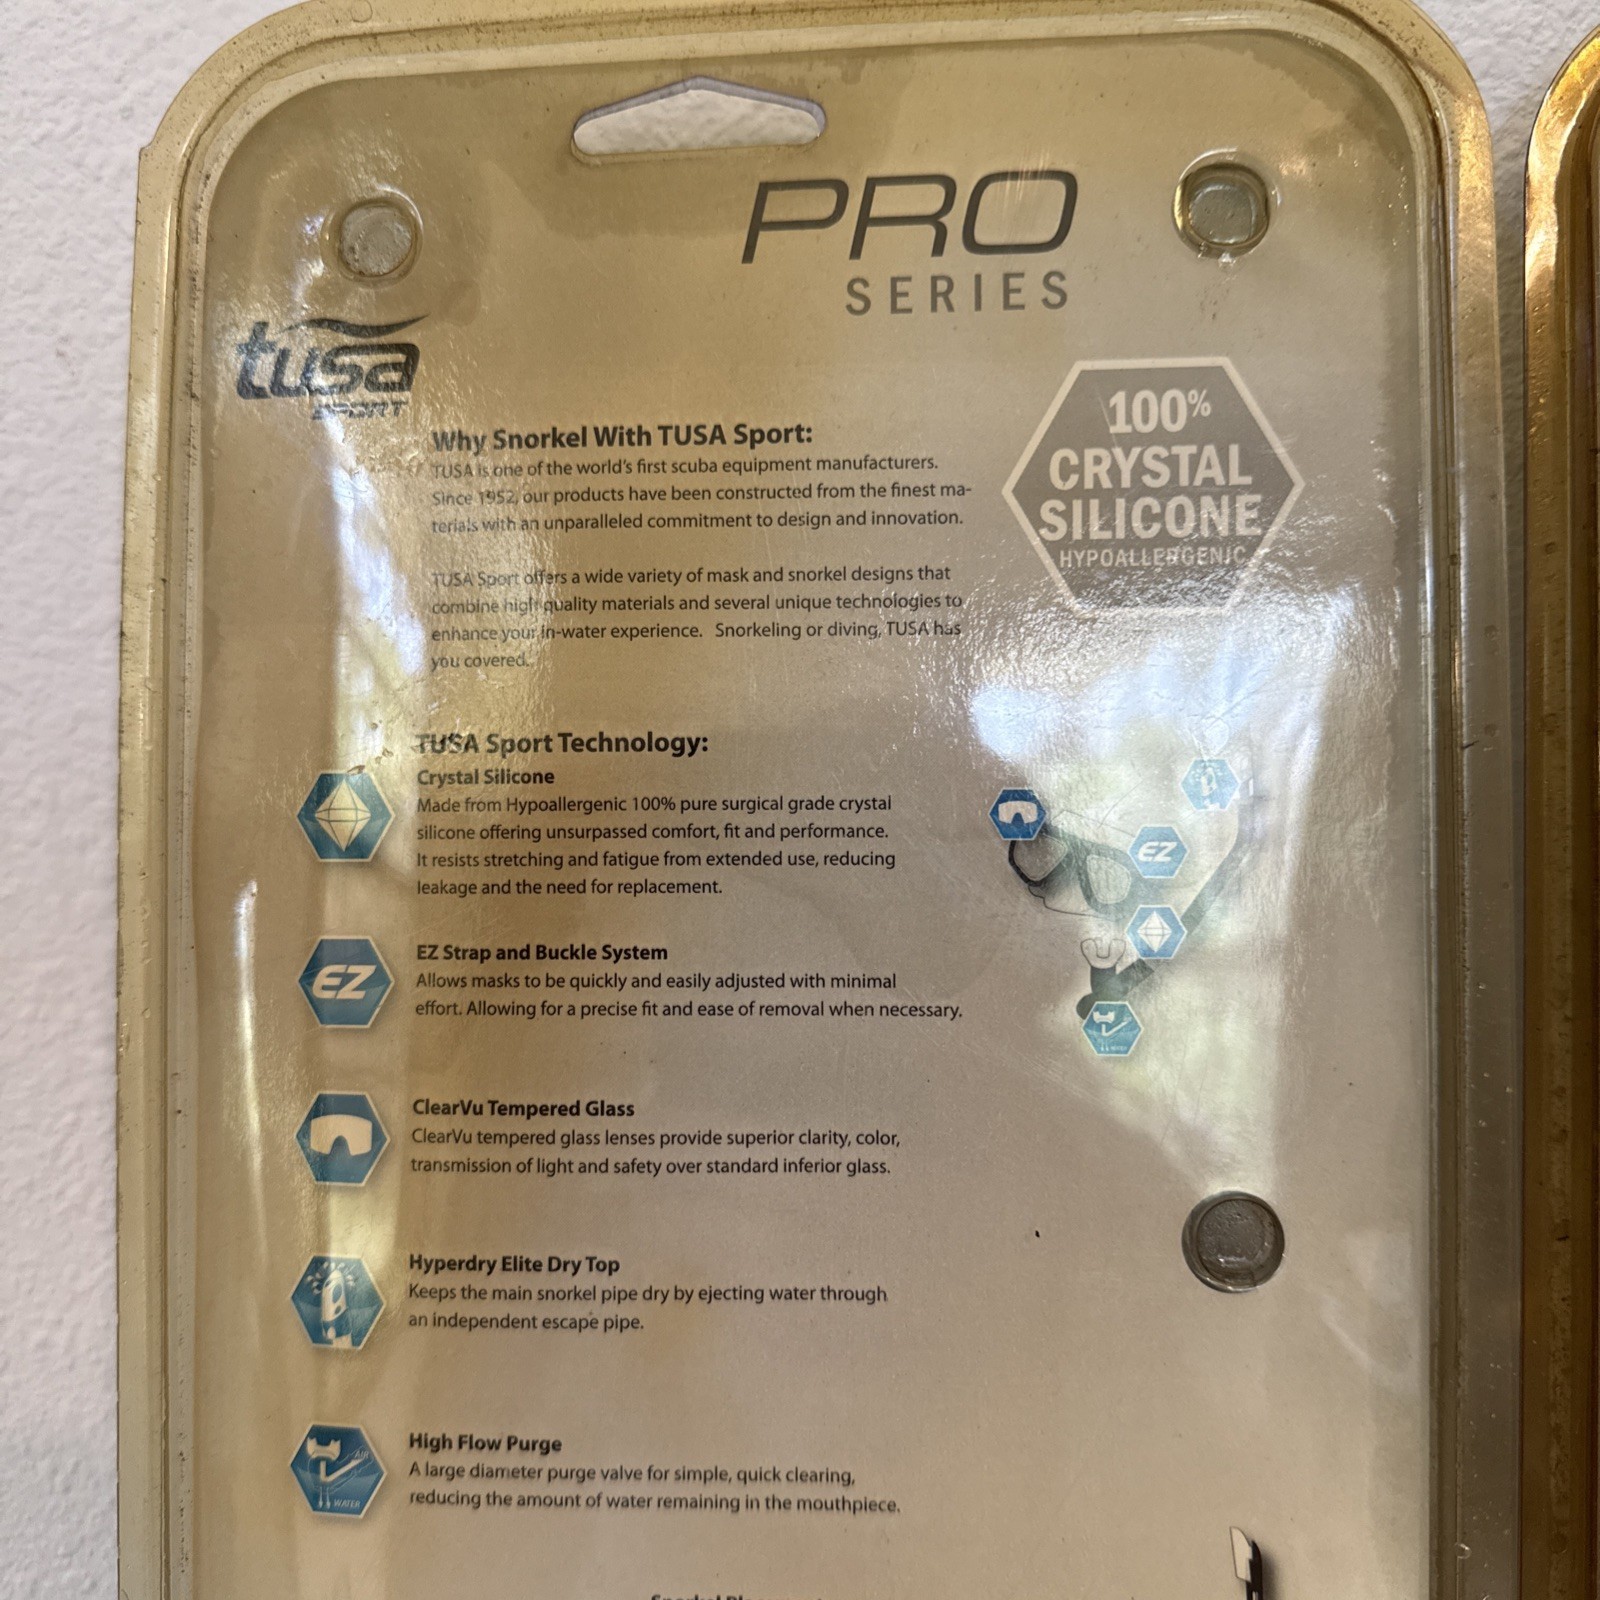 PRO
SERIES
tusa
SPORT
100%
CRYSTAL
SILICONE
HYPOALLERGENIC
Why Snorkel With TUSA Sport:
TUSA is one of the world's first scuba equipment manufacturers.
Since 1952, our products have been constructed from the finest ma-
terials with an unparalleled commitment to design and innovation.
TUSA Sport offers a wide variety of mask and snorkel designs that
combine high quality materials and several unique technologies to
enhance your in-water experience. Snorkeling or diving, TUSA has
you covered.
TUSA Sport Technology:
Crystal Silicone
Made from Hypoallergenic 100% pure surgical grade crystal
silicone offering unsurpassed comfort, fit and performance.
It resists stretching and fatigue from extended use, reducing
leakage and the need for replacement.
EZ
EZ Strap and Buckle System
Allows masks to be quickly and easily adjusted with minimal
effort. Allowing for a precise fit and ease of removal when necessary.
EZ
ClearVu Tempered Glass
ClearVu tempered glass lenses provide superior clarity, color,
transmission of light and safety over standard inferior glass.
Hyperdry Elite Dry Top
Keeps the main snorkel pipe dry by ejecting water through
an independent escape pipe.
High Flow Purge
A large diameter purge valve for simple, quick clearing,
reducing the amount of water remaining in the mouthpiece.
AIR
WATER